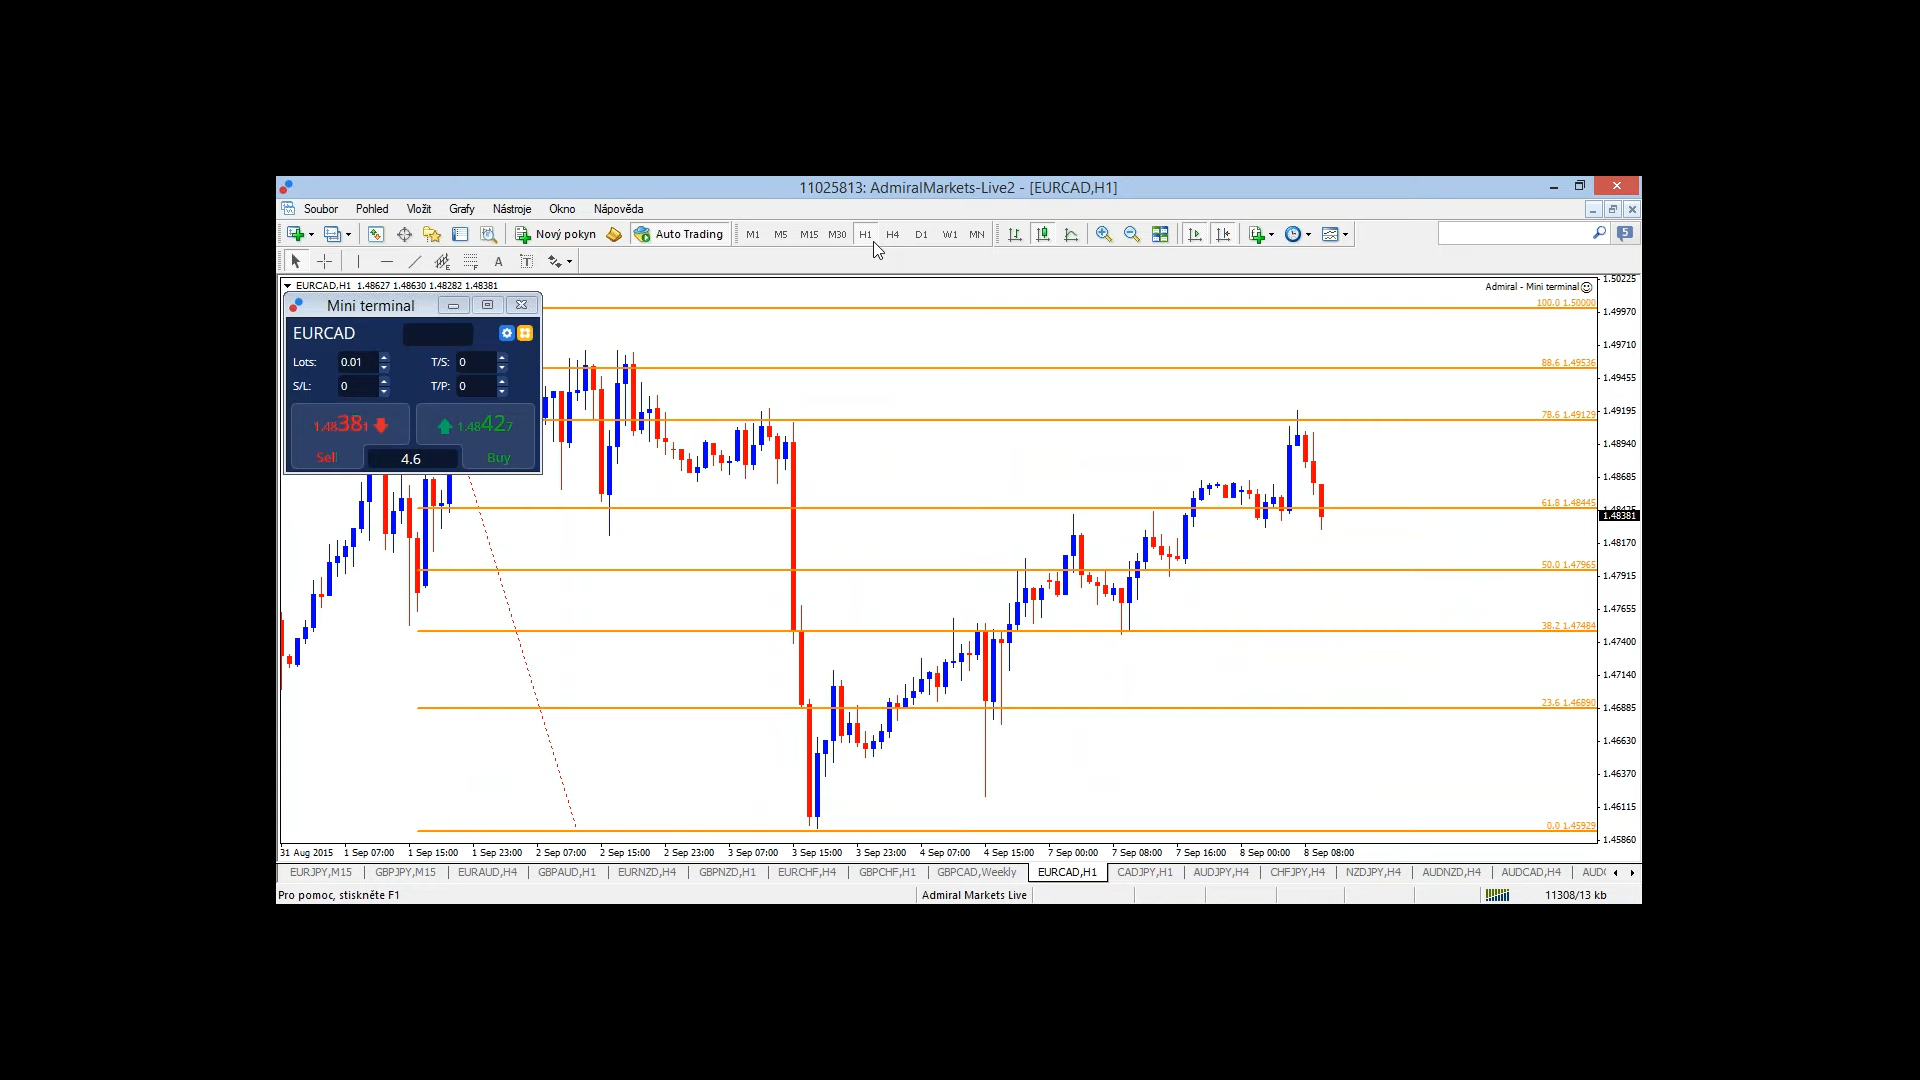 11025813: AdmiralMarkets-Live2 - [EURCAD,H1]
Soubor Pohled Vložit Grafy Nástroje Okno Nápověda
Nový pokyn Auto Trading M1 M5 M15 M30 H1 H4 D1 W1 MN 5
A T
EURCAD,H1 1.48627 1.48630 1.48282 1.48381
Admiral - Mini terminal
Mini terminal
EURCAD
Lots: 0.01 T/S: 0
S/L: 0 T/P: 0
1.48381 1.48427
Sell 4.6 Buy
100.0 1.50000
88.6 1.49536
78.6 1.49129
61.8 1.48445
50.0 1.47965
38.2 1.47484
23.6 1.46890
0.0 1.45929
1.50225
1.49970
1.49710
1.49455
1.49195
1.48940
1.48685
1.48381
1.48170
1.47915
1.47655
1.47400
1.47140
1.46885
1.46630
1.46370
1.46115
1.45860
31 Aug 2015 1 Sep 07:00 1 Sep 15:00 1 Sep 23:00 2 Sep 07:00 2 Sep 15:00 2 Sep 23:00 3 Sep 07:00 3 Sep 15:00 3 Sep 23:00 4 Sep 07:00 4 Sep 15:00 7 Sep 00:00 7 Sep 08:00 7 Sep 16:00 8 Sep 00:00 8 Sep 08:00
EURJPY,M15 GBPJPY,M15 EURAUD,H4 GBPAUD,H1 EURNZD,H4 GBPNZD,H1 EURCHF,H4 GBPCHF,H1 GBPCAD,Weekly EURCAD,H1 CADJPY,H1 AUDJPY,H4 CHFJPY,H4 NZDJPY,H4 AUDNZD,H4 AUDCAD,H4
Pro pomoc, stiskněte F1 Admiral Markets Live 11308/13 kb